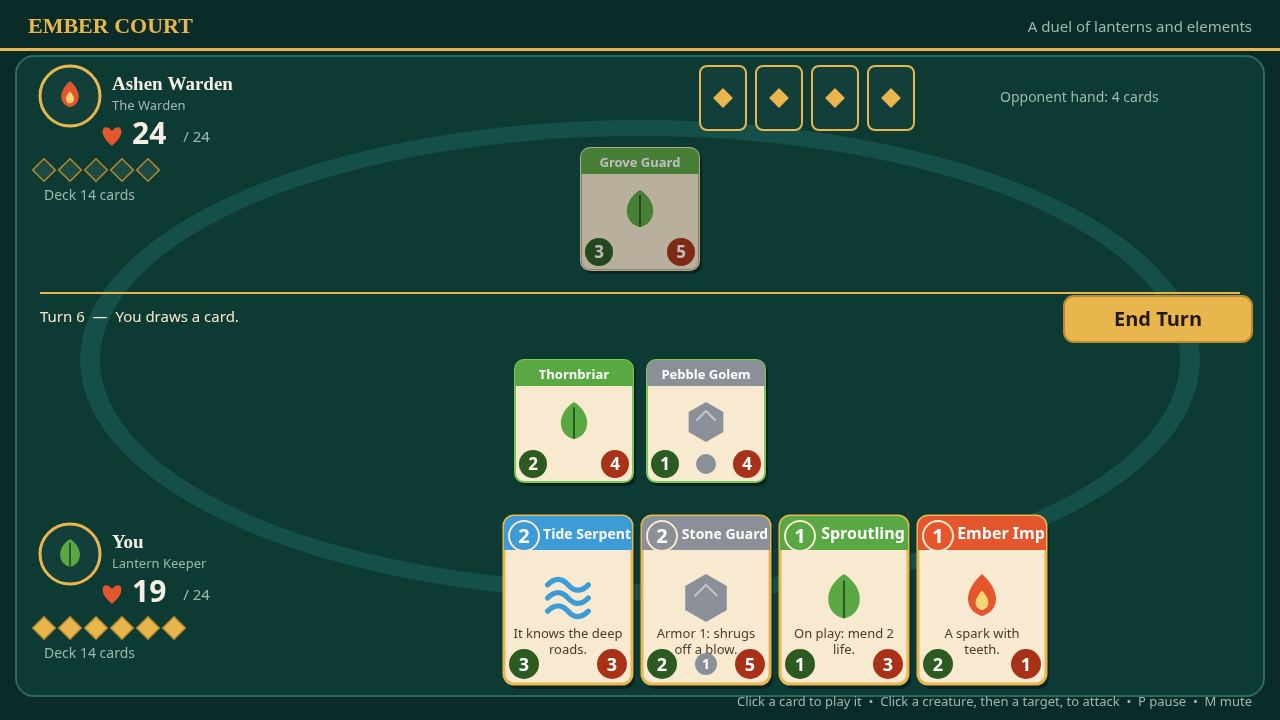 EMBER COURT
A duel of lanterns and elements
Ashen Warden
The Warden
24 / 24
Deck 14 cards
Opponent hand: 4 cards
Grove Guard
3 5
Turn 6 — You draws a card.
End Turn
Thornbriar
2 4
Pebble Golem
1 4
You
Lantern Keeper
19 / 24
Deck 14 cards
2 Tide Serpent
It knows the deep
roads.
3 3
2 Stone Guard
Armor 1: shrugs
off a blow.
2 1 5
1 Sproutling
On play: mend 2
life.
1 3
1 Ember Imp
A spark with
teeth.
2 1
Click a card to play it • Click a creature, then a target, to attack • P pause • M mute